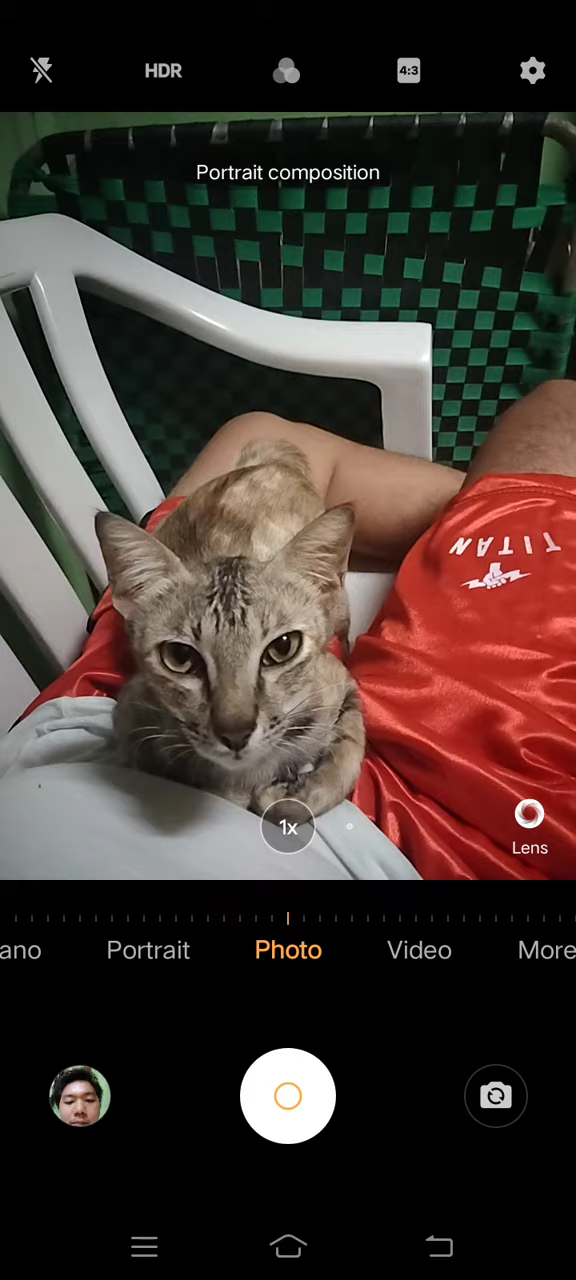 HDR
4:3
Portrait composition
TITAN
1x
Lens
ano
Portrait
Photo
Video
More